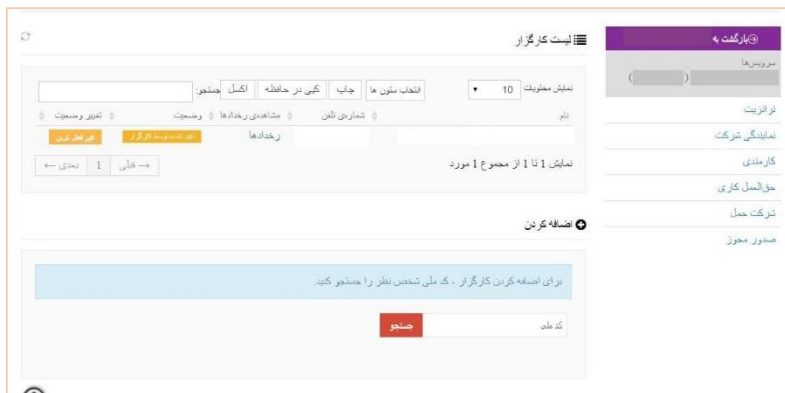 بازگشت به
سرویس‌ها
( ) ( )
ترانزیت
نمایندگی شرکت
کارمندی
حق‌العمل کاری
شرکت حمل
صدور مجوز
لیست کارگزار
نمایش محتویات 10 انتخاب ستون ها چاپ کپی در حافظه اکسل جستجو:
نام شماره‌ی تلفن مشاهده‌ی رخدادها وضعیت تغییر وضعیت
رخدادها تایید شده توسط کارگزار غیر فعال کردن
نمایش 1 تا 1 از مجموع 1 مورد → قبلی 1 بعدی ←
اضافه کردن
برای اضافه کردن کارگزار ، کد ملی شخص نظر را جستجو کنید.
کد ملی جستجو